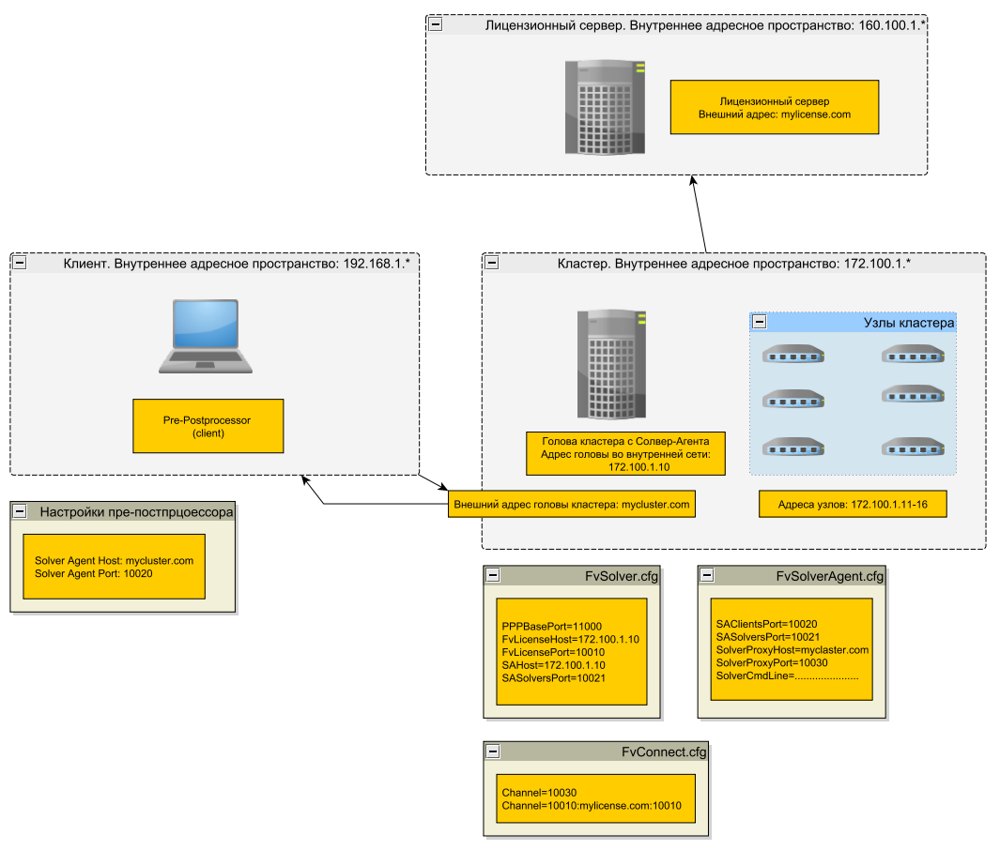 Лицензионный сервер. Внутреннее адресное пространство: 160.100.1.*
Лицензионный сервер
Внешний адрес: mylicense.com
Клиент. Внутреннее адресное пространство: 192.168.1.*
Pre-Postprocessor
(client)
Кластер. Внутреннее адресное пространство: 172.100.1.*
Узлы кластера
Голова кластера с Солвер-Агента
Адрес головы во внутренней сети:
172.100.1.10
Внешний адрес головы кластера: mycluster.com
Адреса узлов: 172.100.1.11-16
Настройки пре-постпрцоессора
Solver Agent Host: mycluster.com
Solver Agent Port: 10020
FvSolver.cfg
PPPBasePort=11000
FvLicenseHost=172.100.1.10
FvLicensePort=10010
SAHost=172.100.1.10
SASolversPort=10021
FvSolverAgent.cfg
SAClientsPort=10020
SASolversPort=10021
SolverProxyHost=myclaster.com
SolverProxyPort=10030
SolverCmdLine=......................
FvConnect.cfg
Channel=10030
Channel=10010:mylicense.com:10010